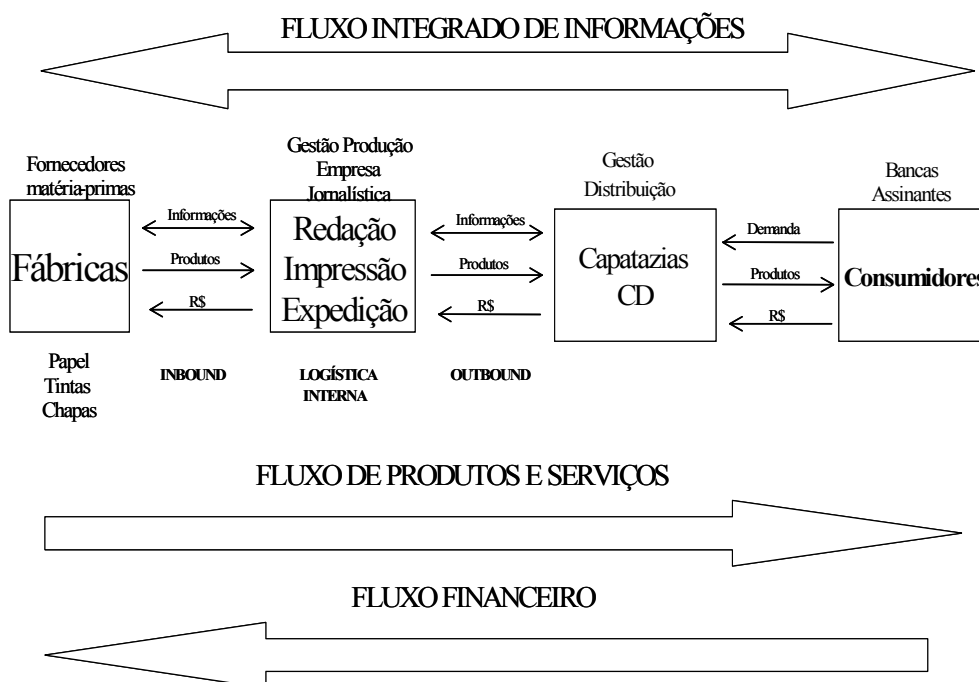 FLUXO INTEGRADO DE INFORMAÇÕES
Fornecedores
matéria-primas
Fábricas
Papel
Tintas
Chapas
Informações
Produtos
R$
INBOUND
Gestão Produção
Empresa
Jornalística
Redação
Impressão
Expedição
LOGÍSTICA
INTERNA
Informações
Produtos
R$
OUTBOUND
Gestão
Distribuição
Capatazias
CD
Demanda
Produtos
R$
Bancas
Assinantes
Consumidores
FLUXO DE PRODUTOS E SERVIÇOS
FLUXO FINANCEIRO